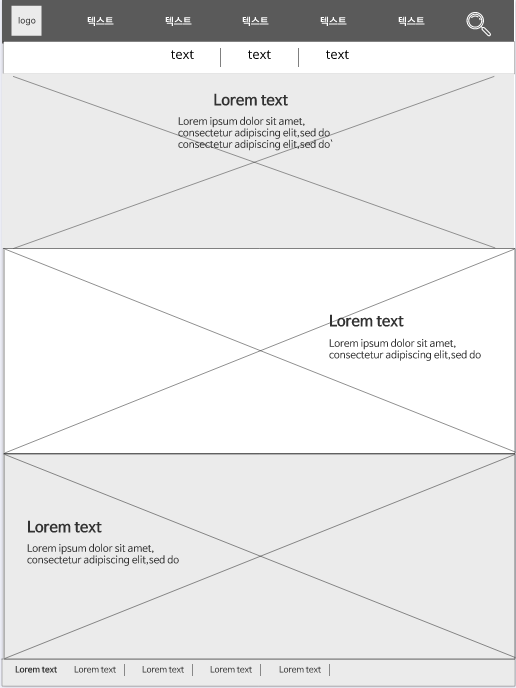 logo 텍스트 텍스트 텍스트 텍스트 텍스트
text text text
Lorem text
Lorem ipsum dolor sit amet,
consectetur adipiscing elit,sed do
consectetur adipiscing elit,sed do`
Lorem text
Lorem ipsum dolor sit amet,
consectetur adipiscing elit,sed do
Lorem text
Lorem ipsum dolor sit amet,
consectetur adipiscing elit,sed do
Lorem text Lorem text Lorem text Lorem text Lorem text